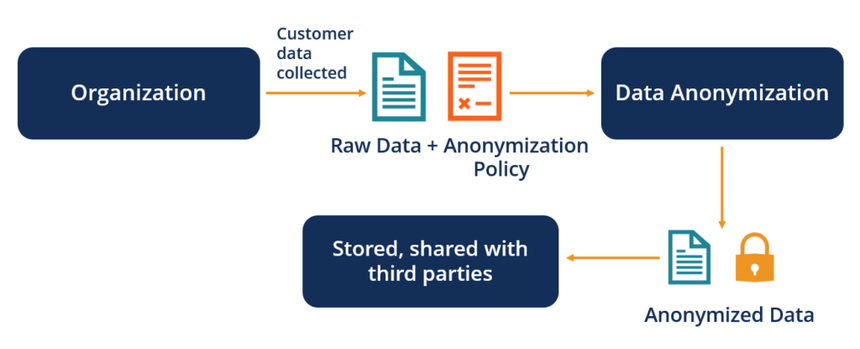 Organization
Customer
data
collected
Raw Data + Anonymization
Policy
Data Anonymization
Stored, shared with
third parties
Anonymized Data